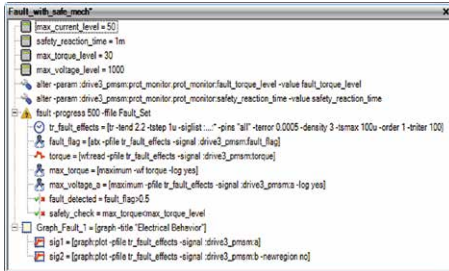 Fault_with_safe_mech*
max_current_level = 50
safety_reaction_time = 1m
max_torque_level = 30
max_voltage_level = 1000
alter -param :drive3_pmsm:prot_monitor.prot_monitor:fault_torque_level -value fault_torque_level
alter -param :drive3_pmsm:prot_monitor.prot_monitor:safety_reaction_time -value safety_reaction_time
fault -progress 500 -ffile Fault_Set
tr_fault_effects = [tr -tend 2.2 -tstep 1u -siglist :...:* -pins "all" -terror 0.0005 -density 3 -tsmax 100u -order 1 -triter 100]
fault_flag = [atx -pfile tr_fault_effects -signal :drive3_pmsm:fault_flag]
torque = [wf:read -pfile tr_fault_effects -signal :drive3_pmsm:torque]
max_torque = [maximum -wf torque -log yes]
max_voltage_a = [maximum -pfile tr_fault_effects -signal :drive3_pmsm:a -log yes]
fault_detected = fault_flag>0.5
safety_check = max_torque<max_torque_level
Graph_Fault_1 = [graph -title "Electrical Behavior"]
sig1 = [graph:plot -pfile tr_fault_effects -signal :drive3_pmsm:a]
sig2 = [graph:plot -pfile tr_fault_effects -signal :drive3_pmsm:b -newregion no]